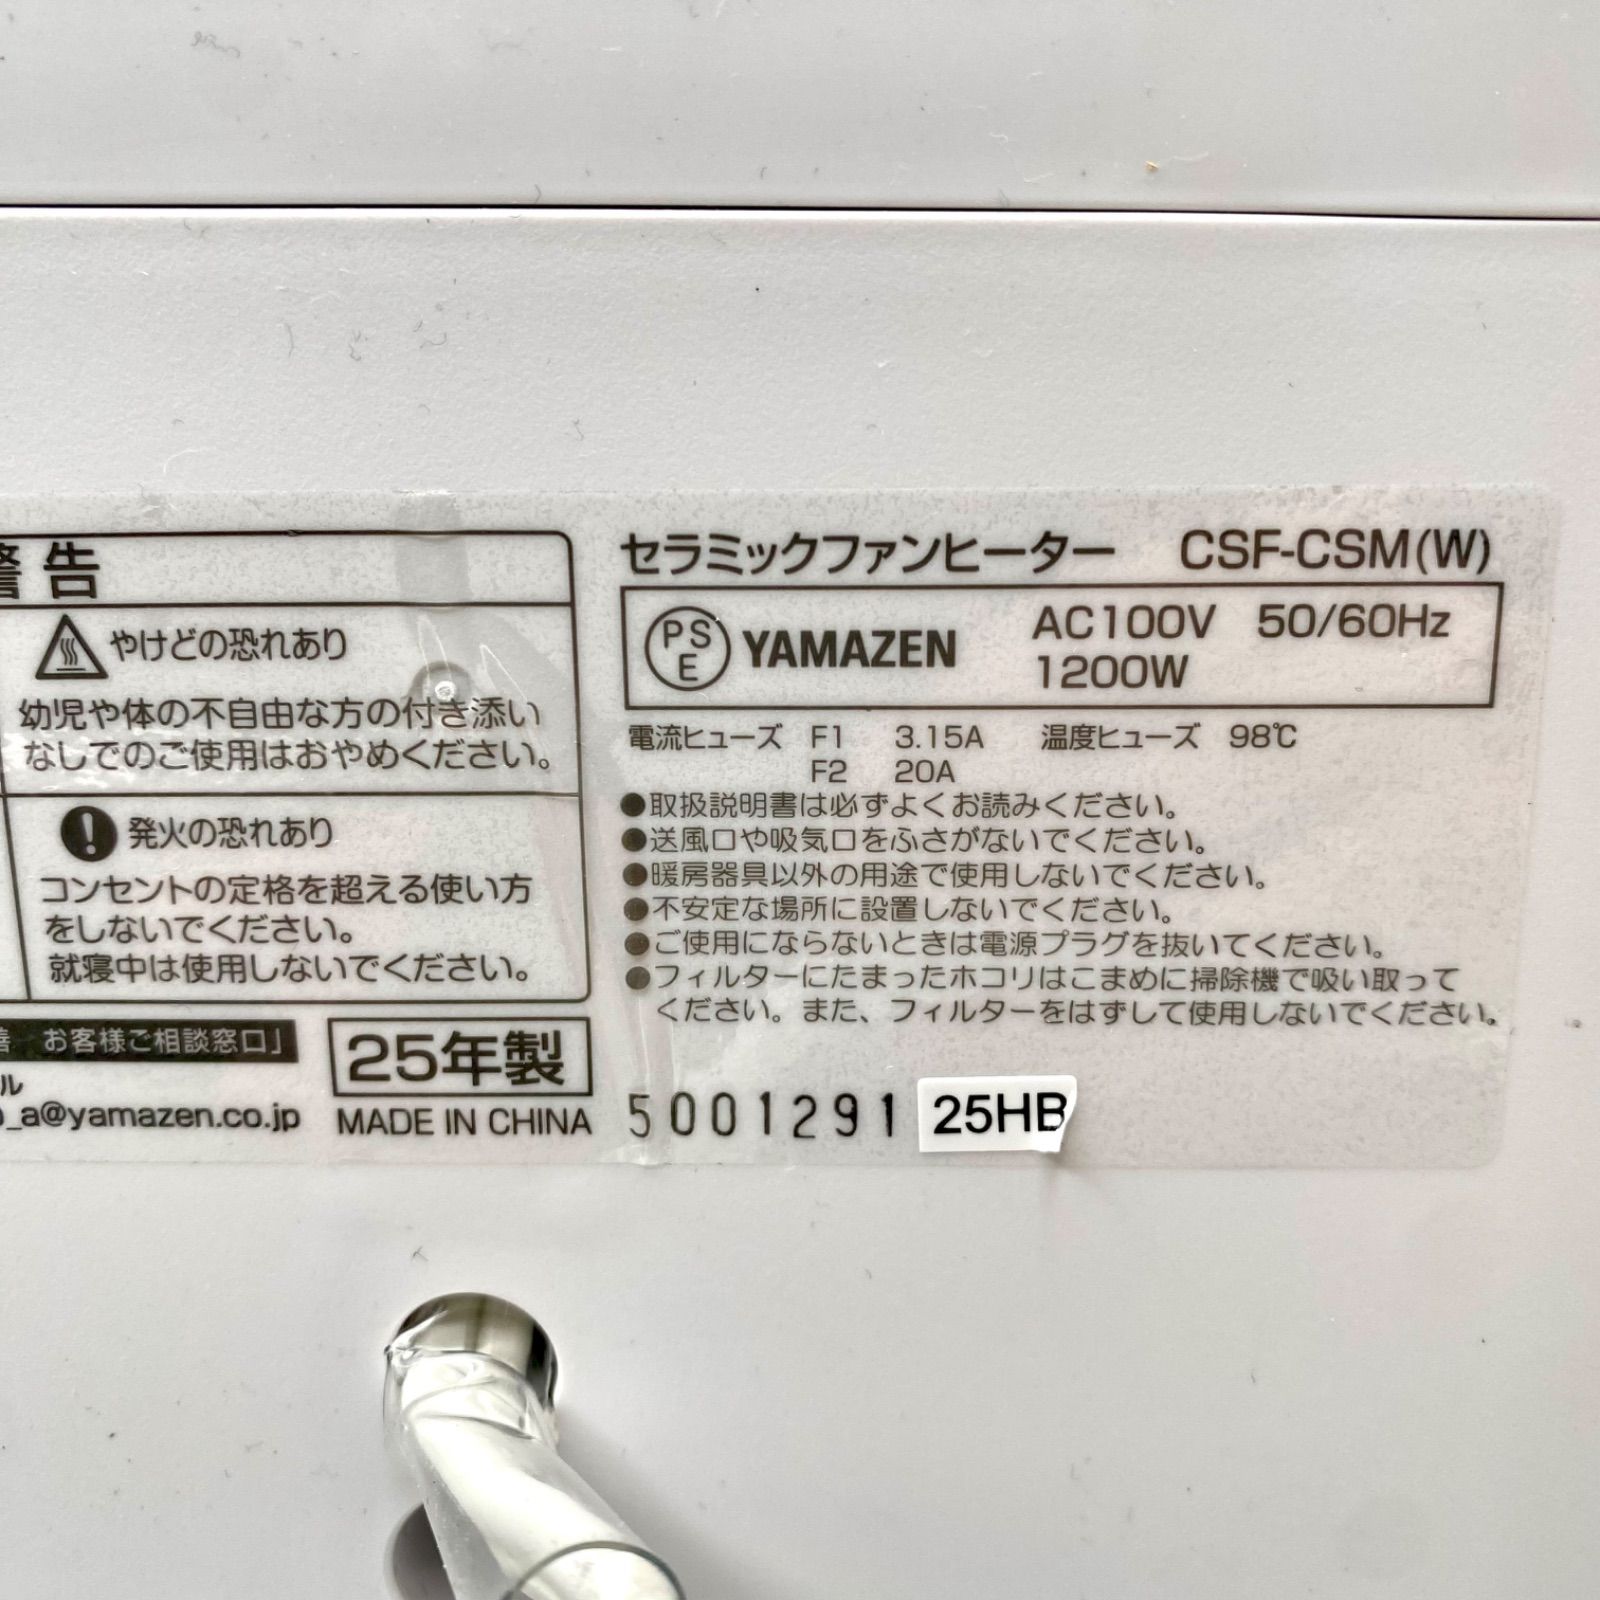 警告
やけどの恐れあり
幼児や体の不自由な方の付き添い
なしでのご使用はおやめください。
発火の恐れあり
コンセントの定格を超える使い方
をしないでください。
就寝中は使用しないでください。
善 お客様ご相談窓口」
ル
_a@yamazen.co.jp
25年製
MADE IN CHINA
セラミックファンヒーター CSF-CSM(W)
PSE YAMAZEN AC100V 50/60Hz
1200W
電流ヒューズ F1 3.15A 温度ヒューズ 98℃
F2 20A
●取扱説明書は必ずよくお読みください。
●送風口や吸気口をふさがないでください。
●暖房器具以外の用途で使用しないでください。
●不安定な場所に設置しないでください。
●ご使用にならないときは電源プラグを抜いてください。
●フィルターにたまったホコリはこまめに掃除機で吸い取って
ください。また、フィルターをはずして使用しないでください。
5001291 25HB